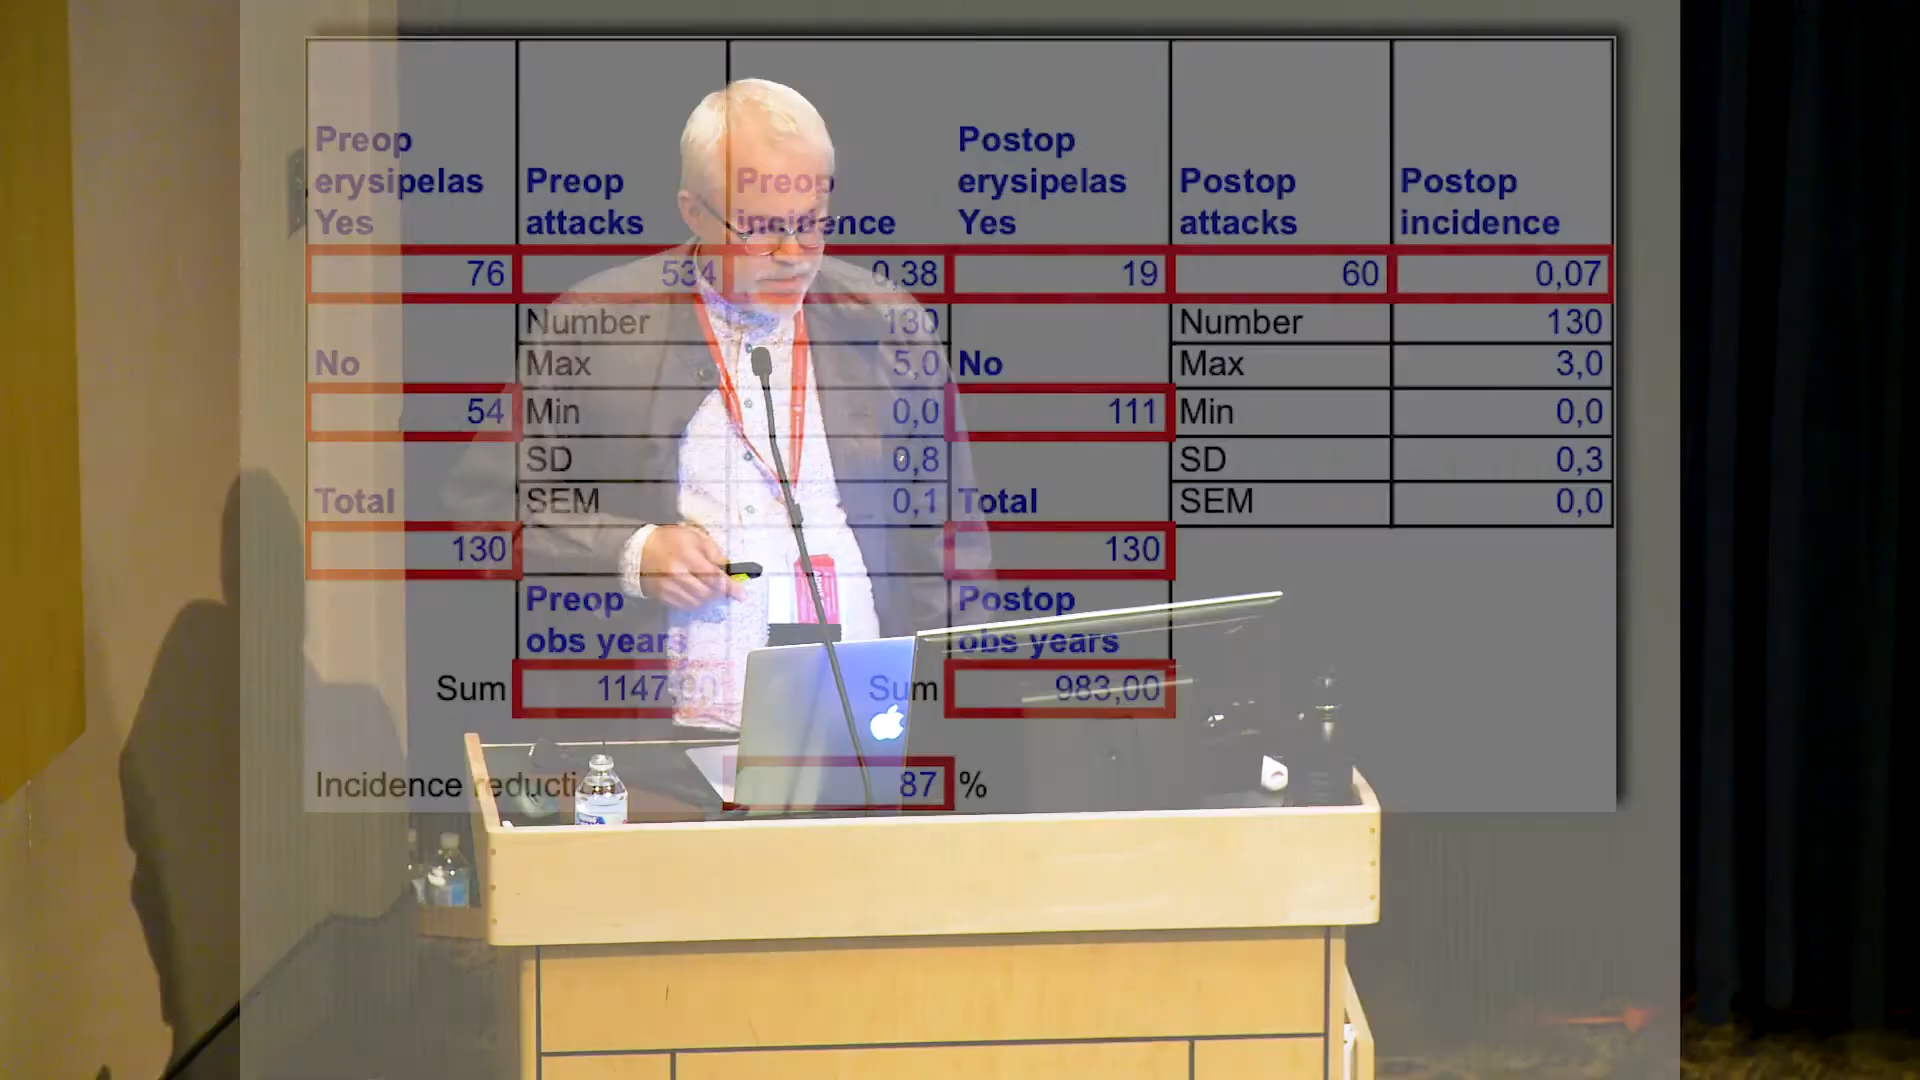 Preop erysipelas Yes
Preop attacks
Preop incidence
Postop erysipelas Yes
Postop attacks
Postop incidence
76 534 0,38 19 60 0,07
Number 130 Number 130
No Max 5,0 No Max 3,0
54 Min 0,0 111 Min 0,0
SD 0,8 SD 0,3
Total SEM 0,1 Total SEM 0,0
130 130
Preop obs years
Postop obs years
Sum 1147,00 Sum 983,00
Incidence 87 %